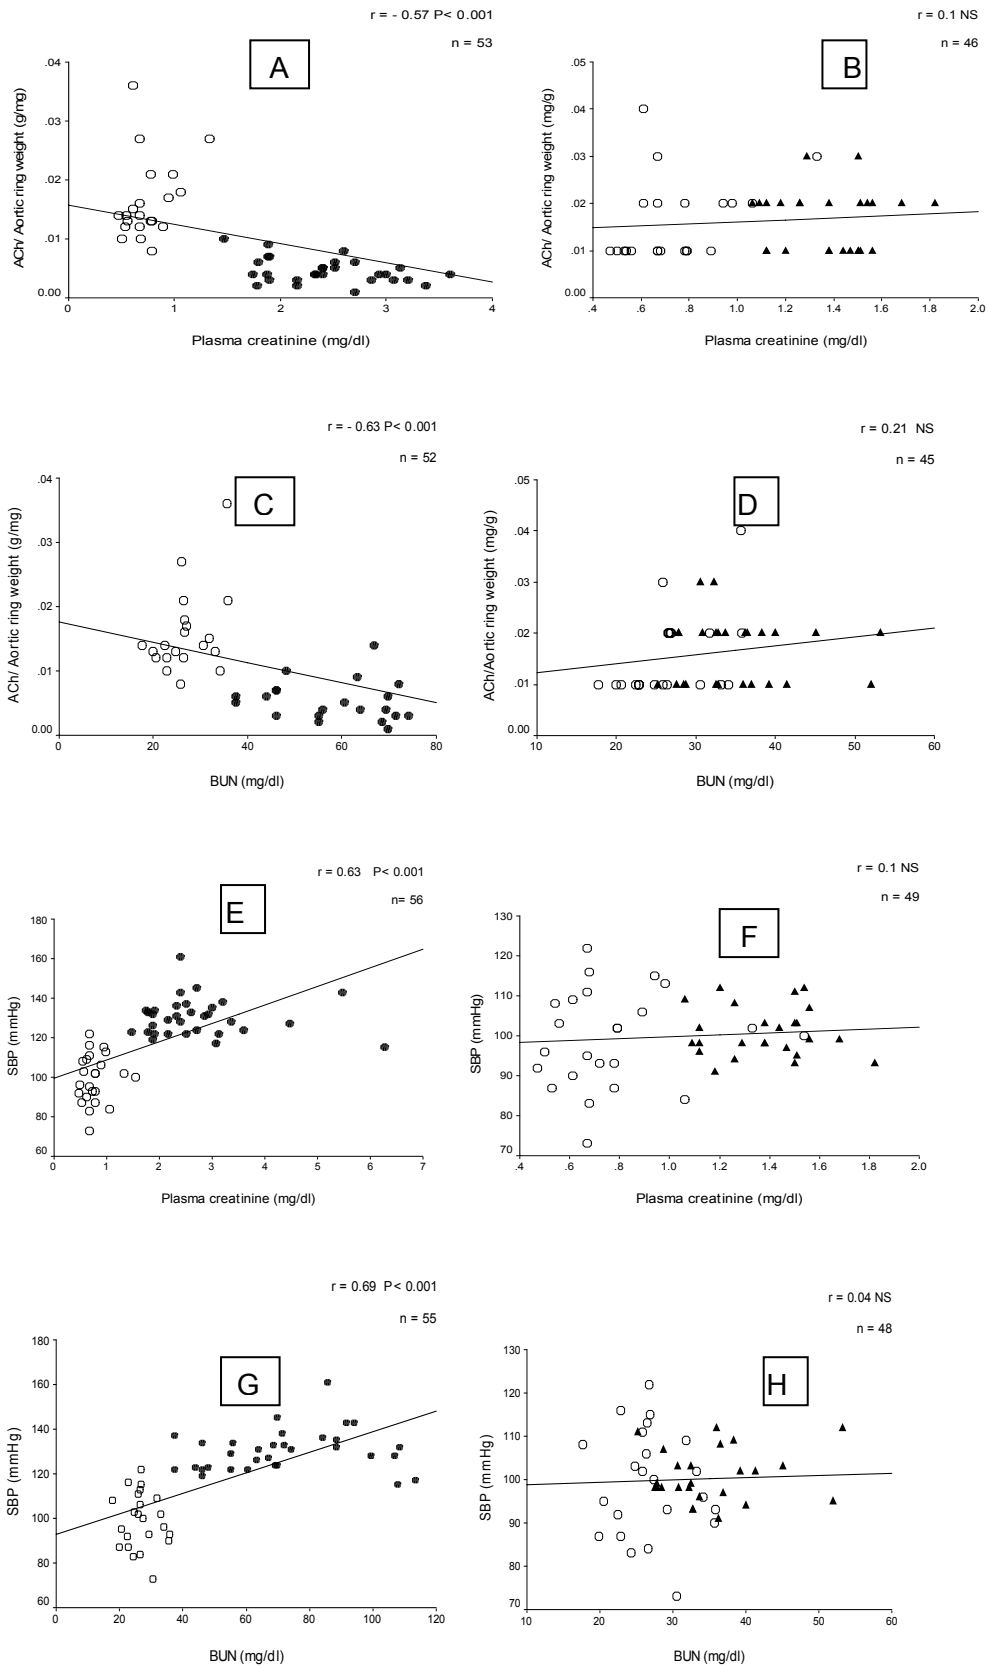 r = - 0.57 P< 0.001
n = 53
A
ACh/ Aortic ring weight (g/mg)
.04
.03
.02
.01
0.00
0 1 2 3 4
Plasma creatinine (mg/dl)
r = 0.1 NS
n = 46
B
ACh/ Aortic ring weight (mg/g)
.05
.04
.03
.02
.01
0.00
.4 .6 .8 1.0 1.2 1.4 1.6 1.8 2.0
Plasma creatinine (mg/dl)
r = - 0.63 P< 0.001
n = 52
C
ACh/ Aortic ring weight (g/mg)
.04
.03
.02
.01
0.00
0 20 40 60 80
BUN (mg/dl)
r = 0.21 NS
n = 45
D
ACh/Aortic ring weight (mg/g)
.05
.04
.03
.02
.01
0.00
10 20 30 40 50 60
BUN (mg/dl)
r = 0.63 P< 0.001
n= 56
E
SBP (mmHg)
180
160
140
120
100
80
60
0 1 2 3 4 5 6 7
Plasma creatinine (mg/dl)
r = 0.1 NS
n = 49
F
SBP (mmHg)
130
120
110
100
90
80
70
.4 .6 .8 1.0 1.2 1.4 1.6 1.8 2.0
Plasma creatinine (mg/dl)
r = 0.69 P< 0.001
n = 55
G
SBP (mmHg)
180
160
140
120
100
80
60
0 20 40 60 80 100 120
BUN (mg/dl)
r = 0.04 NS
n = 48
H
SBP (mmHg)
130
120
110
100
90
80
70
10 20 30 40 50 60
BUN (mg/dl)